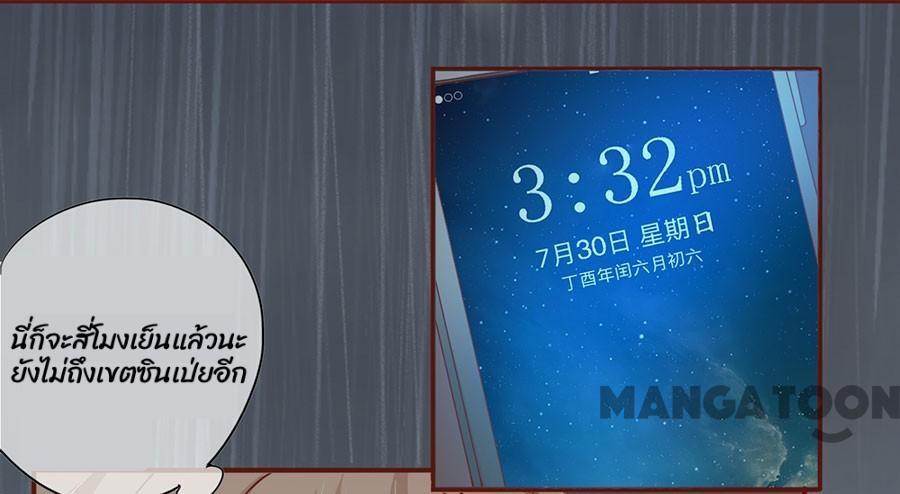 3:32pm
7月30日 星期日
丁酉年闰六月初六
นี่ก็จะสี่โมงเย็นแล้วนะ
ยังไม่ถึงเขตซินเป่ยอีก
MANGATOON